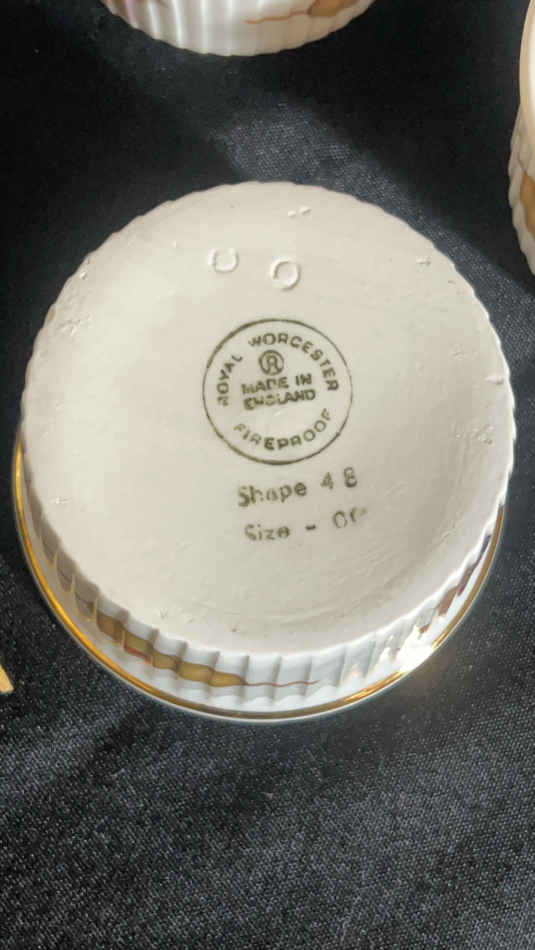 ROYAL WORCESTER
®
MADE IN
ENGLAND
FIREPROOF
Shape 48
Size -